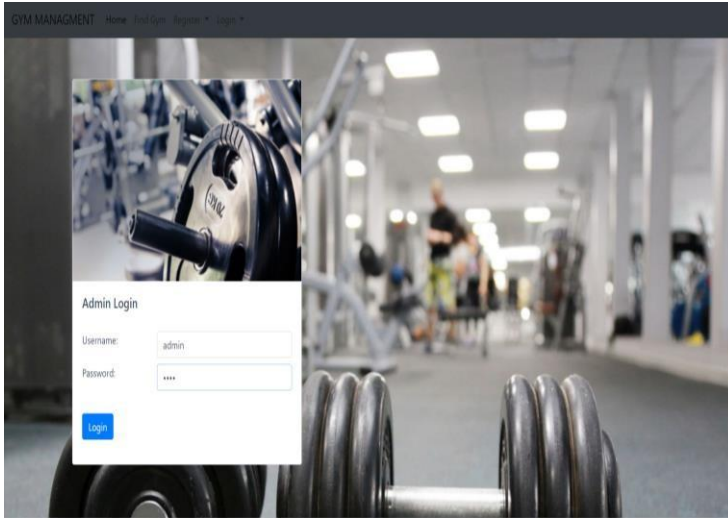 GYM MANAGMENT Home Find Gym Register Login
Admin Login
Username: admin
Password: ••••
Login